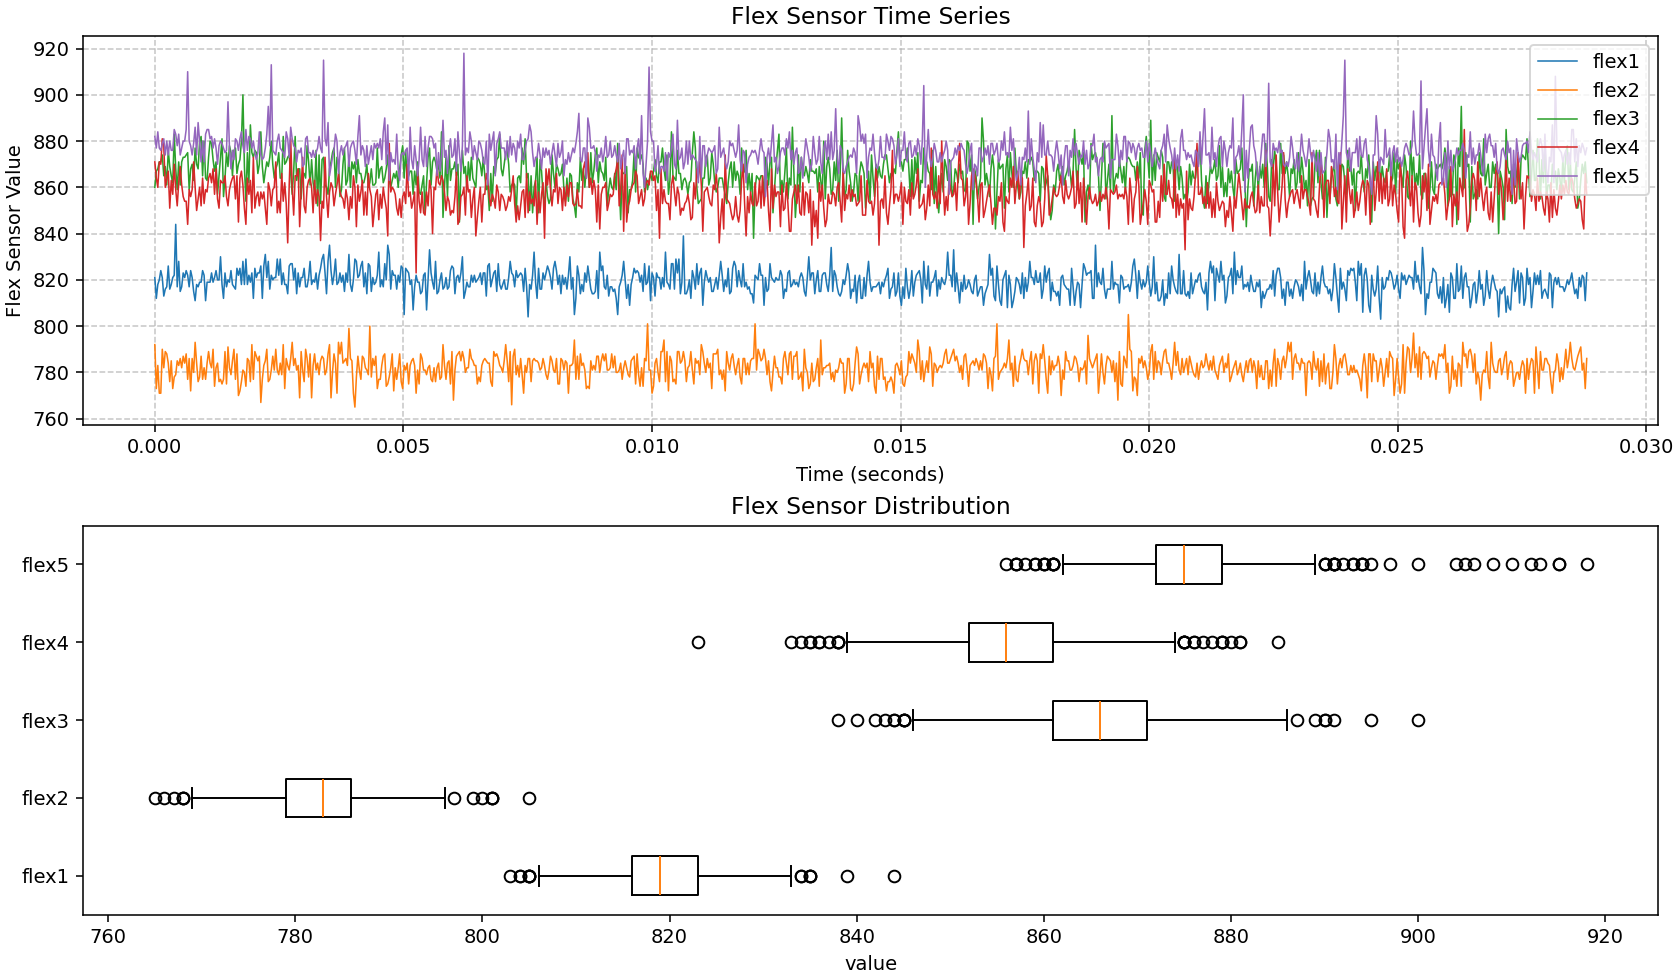 Flex Sensor Time Series
Flex Sensor Value
920
900
880
860
840
820
800
780
760
flex1
flex2
flex3
flex4
flex5
0.000 0.005 0.010 0.015 0.020 0.025 0.030
Time (seconds)
Flex Sensor Distribution
flex5
flex4
flex3
flex2
flex1
760 780 800 820 840 860 880 900 920
value